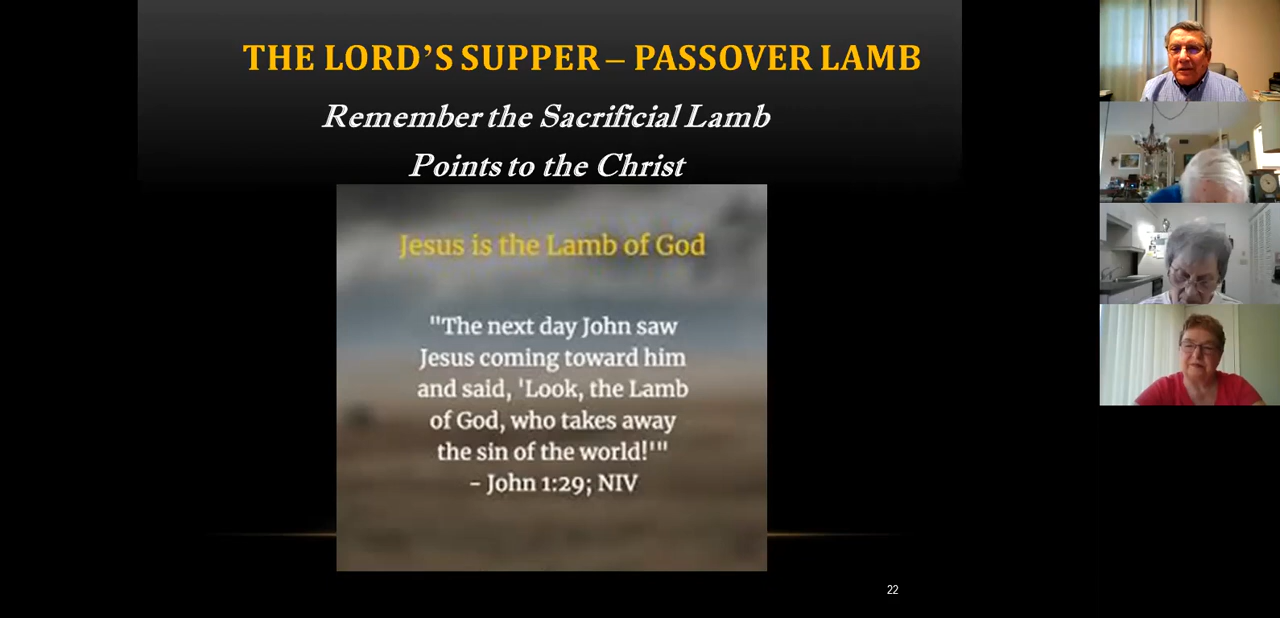 THE LORD’S SUPPER – PASSOVER LAMB
Remember the Sacrificial Lamb
Points to the Christ
Jesus is the Lamb of God
"The next day John saw
Jesus coming toward him
and said, 'Look, the Lamb
of God, who takes away
the sin of the world!'"
- John 1:29; NIV
22